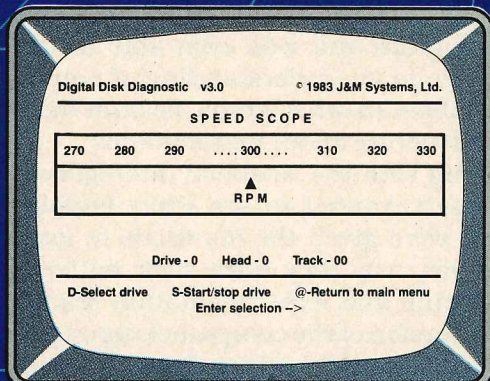 Digital Disk Diagnostic v3.0 © 1983 J&M Systems, Ltd.
SPEED SCOPE
270 280 290 ....300.... 310 320 330
RPM
Drive - 0 Head - 0 Track - 00
D-Select drive S-Start/stop drive @-Return to main menu
Enter selection -->